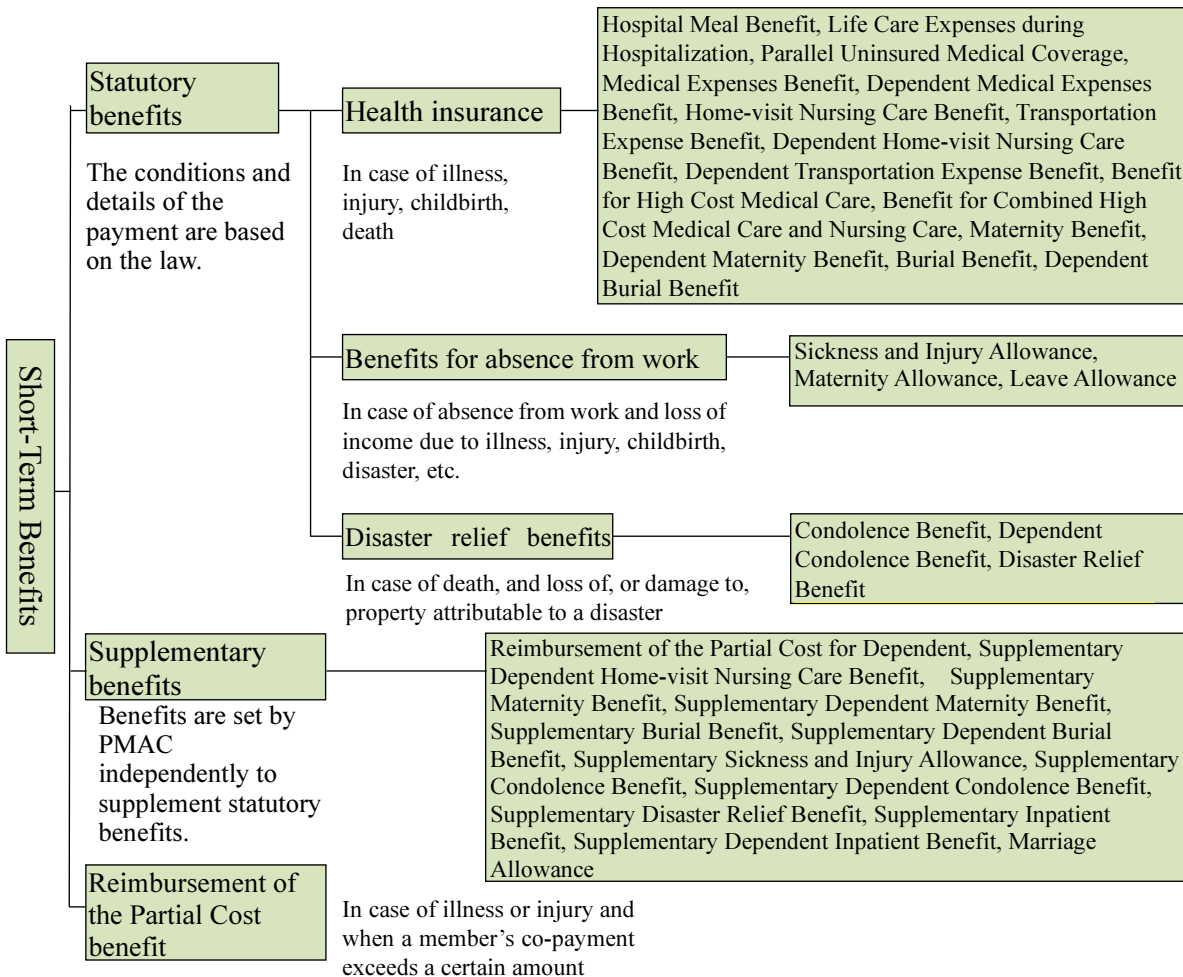 Short-Term Benefits
Statutory
benefits
The conditions and
details of the
payment are based
on the law.
Health insurance
In case of illness,
injury, childbirth,
death
Hospital Meal Benefit, Life Care Expenses during
Hospitalization, Parallel Uninsured Medical Coverage,
Medical Expenses Benefit, Dependent Medical Expenses
Benefit, Home-visit Nursing Care Benefit, Transportation
Expense Benefit, Dependent Home-visit Nursing Care
Benefit, Dependent Transportation Expense Benefit, Benefit
for High Cost Medical Care, Benefit for Combined High
Cost Medical Care and Nursing Care, Maternity Benefit,
Dependent Maternity Benefit, Burial Benefit, Dependent
Burial Benefit
Benefits for absence from work
In case of absence from work and loss of
income due to illness, injury, childbirth,
disaster, etc.
Sickness and Injury Allowance,
Maternity Allowance, Leave Allowance
Disaster relief benefits
In case of death, and loss of, or damage to,
property attributable to a disaster
Condolence Benefit, Dependent
Condolence Benefit, Disaster Relief
Benefit
Supplementary
benefits
Benefits are set by
PMAC
independently to
supplement statutory
benefits.
Reimbursement of the Partial Cost for Dependent, Supplementary
Dependent Home-visit Nursing Care Benefit, Supplementary
Maternity Benefit, Supplementary Dependent Maternity Benefit,
Supplementary Burial Benefit, Supplementary Dependent Burial
Benefit, Supplementary Sickness and Injury Allowance, Supplementary
Condolence Benefit, Supplementary Dependent Condolence Benefit,
Supplementary Disaster Relief Benefit, Supplementary Inpatient
Benefit, Supplementary Dependent Inpatient Benefit, Marriage
Allowance
Reimbursement of
the Partial Cost
benefit
In case of illness or injury and
when a member's co-payment
exceeds a certain amount